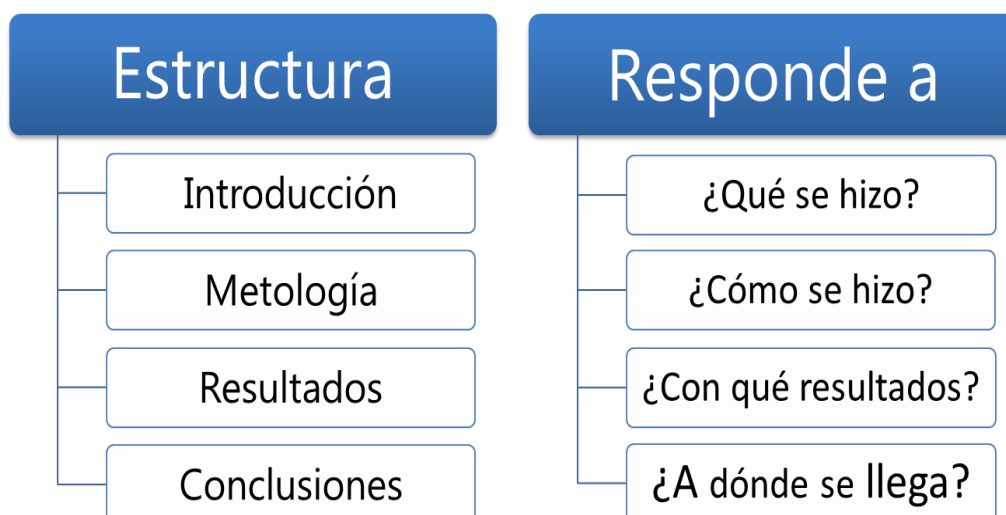 Estructura
Introducción
Metología
Resultados
Conclusiones
Responde a
¿Qué se hizo?
¿Cómo se hizo?
¿Con qué resultados?
¿A dónde se llega?